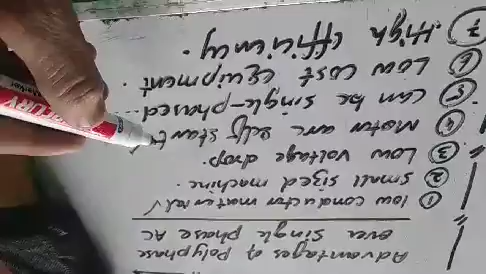 Advantages of Polyphase
over Single phase AC
① low conductor material
② small sized machine.
③ Low voltage drop.
④ Motor are self start
⑤ can be single-phased...
⑥ Low cost equipment.
⑦ High efficiency.